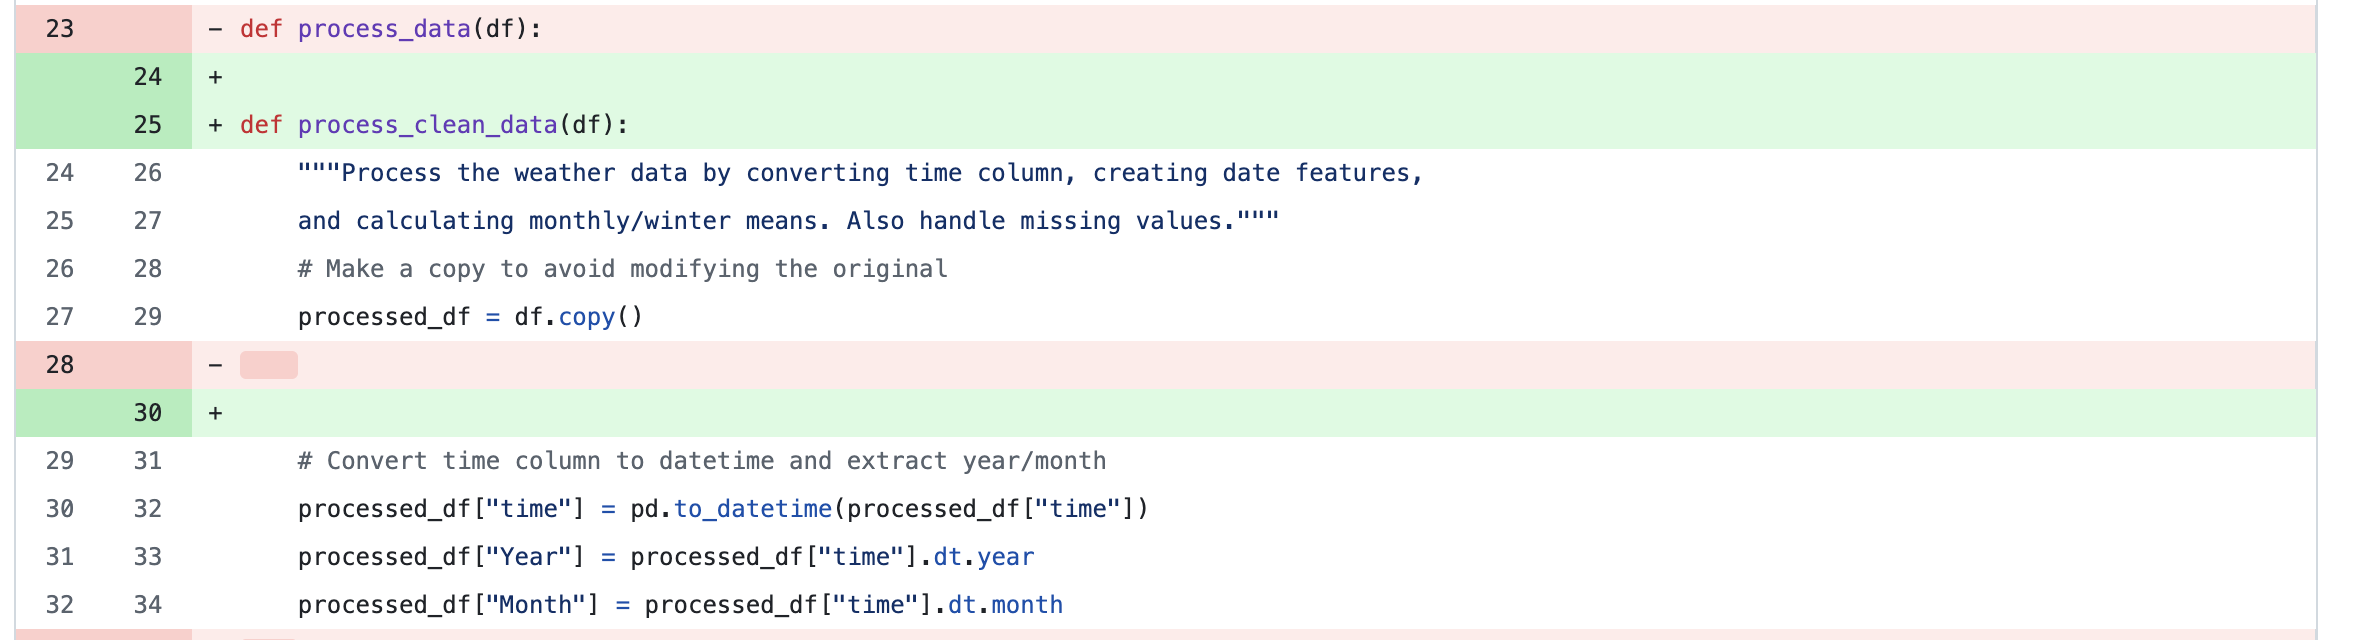 23 - def process_data(df):
24 +
25 + def process_clean_data(df):
24 26 """Process the weather data by converting time column, creating date features,
25 27 and calculating monthly/winter means. Also handle missing values."""
26 28 # Make a copy to avoid modifying the original
27 29 processed_df = df.copy()
28 -
30 +
29 31 # Convert time column to datetime and extract year/month
30 32 processed_df["time"] = pd.to_datetime(processed_df["time"])
31 33 processed_df["Year"] = processed_df["time"].dt.year
32 34 processed_df["Month"] = processed_df["time"].dt.month